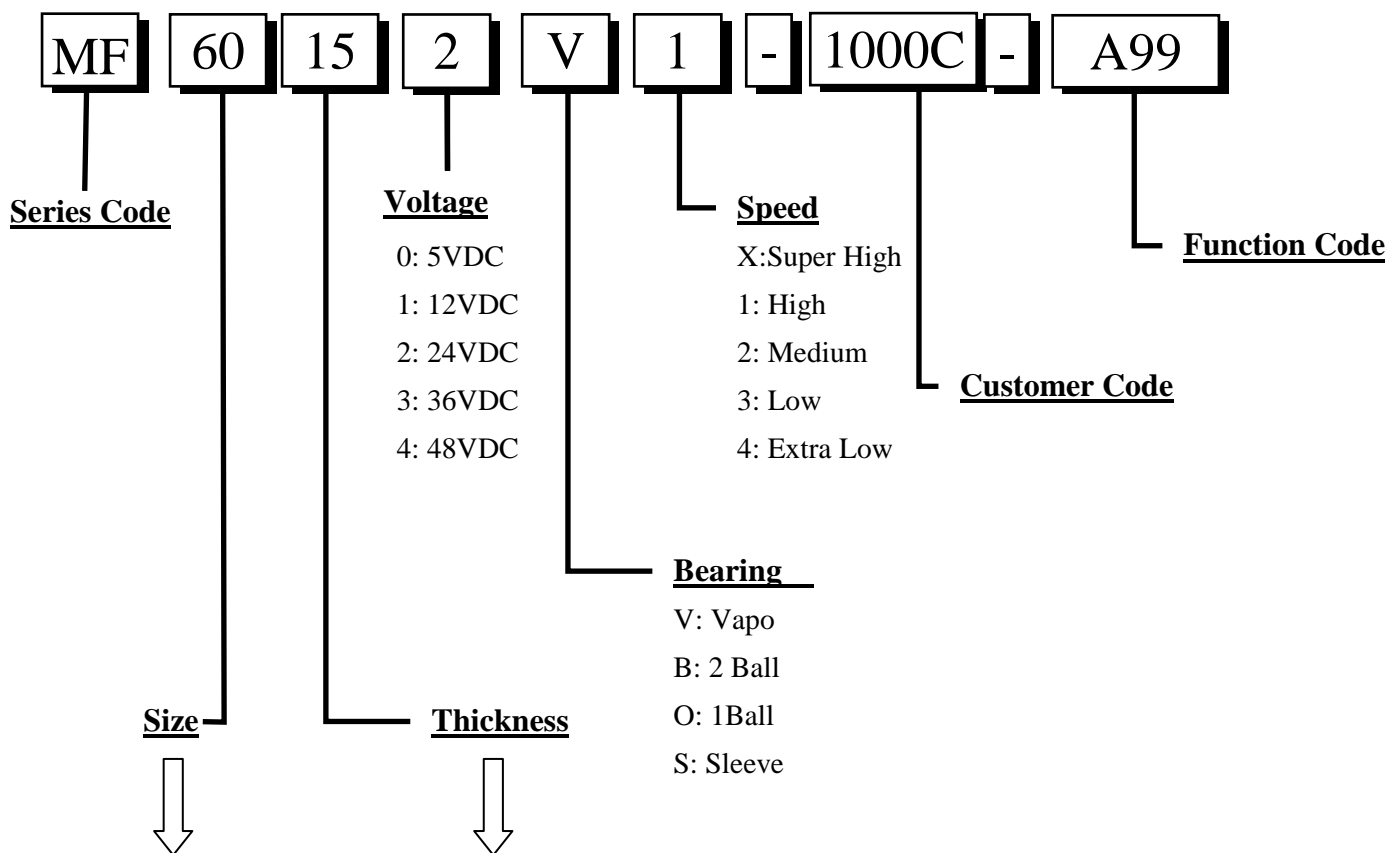 MF 60 15 2 V 1 - 1000C - A99
Series Code
Voltage
0: 5VDC
1: 12VDC
2: 24VDC
3: 36VDC
4: 48VDC
Speed
X:Super High
1: High
2: Medium
3: Low
4: Extra Low
Function Code
Customer Code
Bearing
V: Vapo
B: 2 Ball
O: 1Ball
S: Sleeve
Size
Thickness